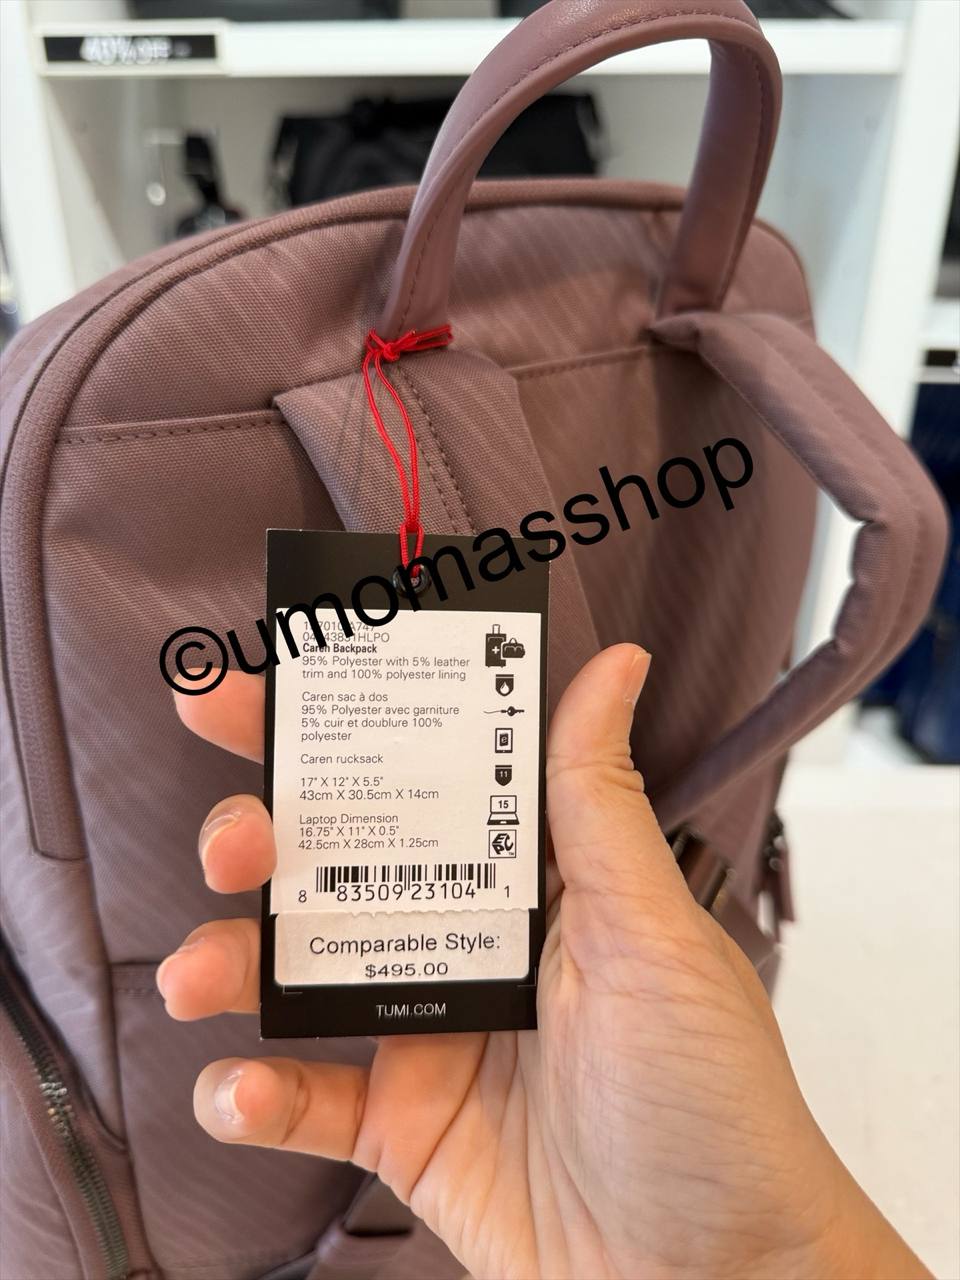 ©umomasshop
Caren Backpack
95% Polyester with 5% leather
trim and 100% polyester lining
Caren sac à dos
95% Polyester avec garniture
5% cuir et doublure 100%
polyester
Caren rucksack
17" X 12" X 5.5"
43cm X 30.5cm X 14cm
Laptop Dimension
16.75" X 11" X 0.5"
42.5cm X 28cm X 1.25cm
11
15
8 83509 23104 1
Comparable Style:
$495.00
TUMI.COM